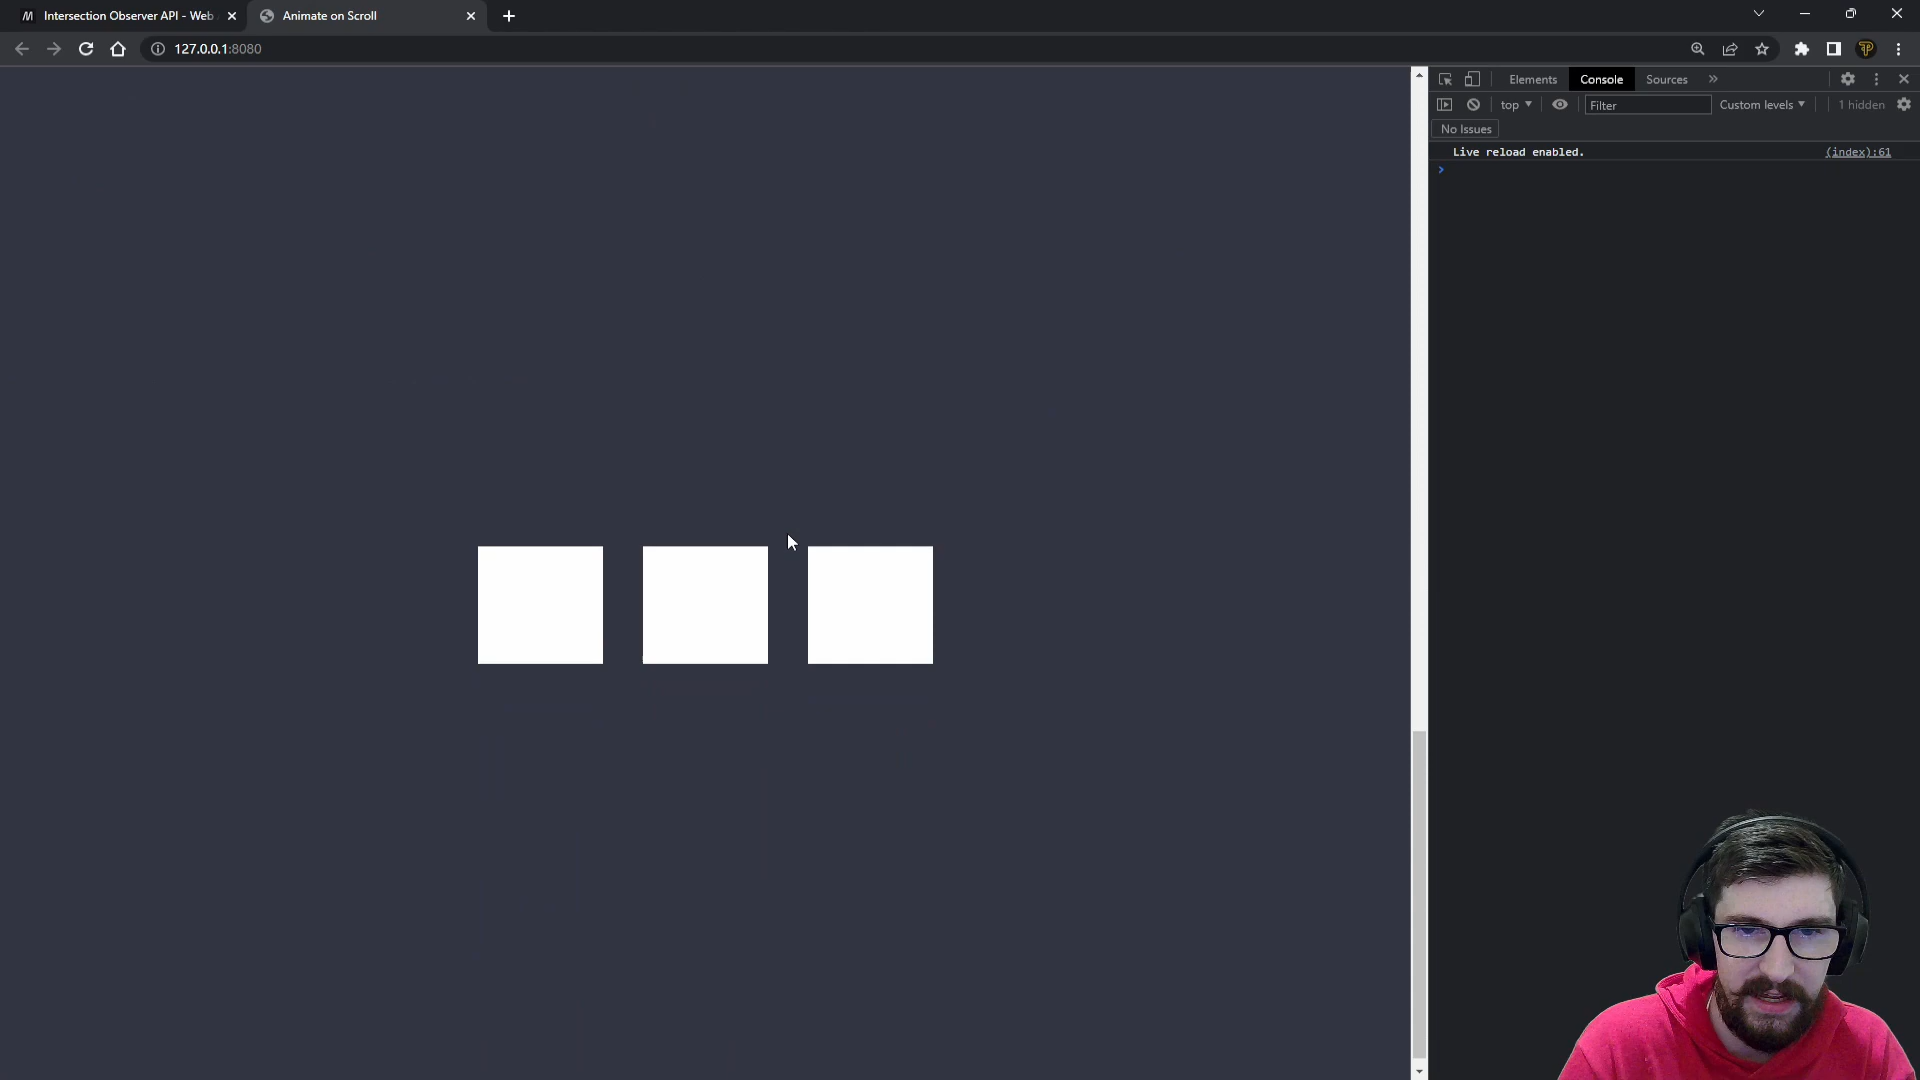 Intersection Observer API - Web
Animate on Scroll
127.0.0.1:8080
Elements
Console
Sources
top
Filter
Custom levels
1 hidden
No Issues
Live reload enabled.
(index):61